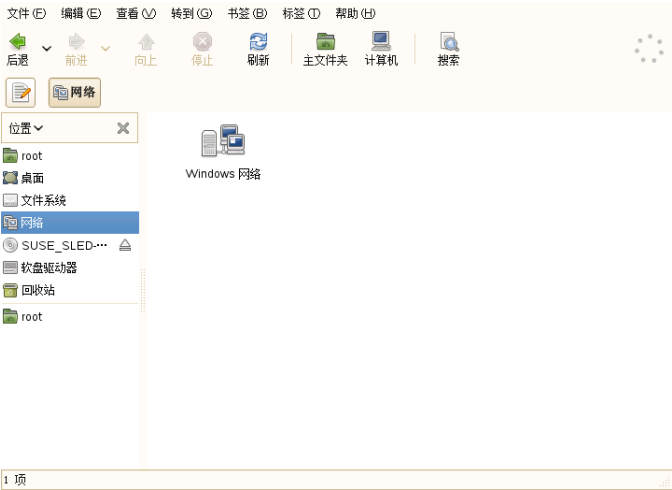 文件(F) 编辑(E) 查看(V) 转到(G) 书签(B) 标签(T) 帮助(H)
后退 前进 向上 停止 刷新 主文件夹 计算机 搜索
网络
位置
root
桌面
文件系统
网络
SUSE_SLED-···
软盘驱动器
回收站
root
Windows 网络
1 项